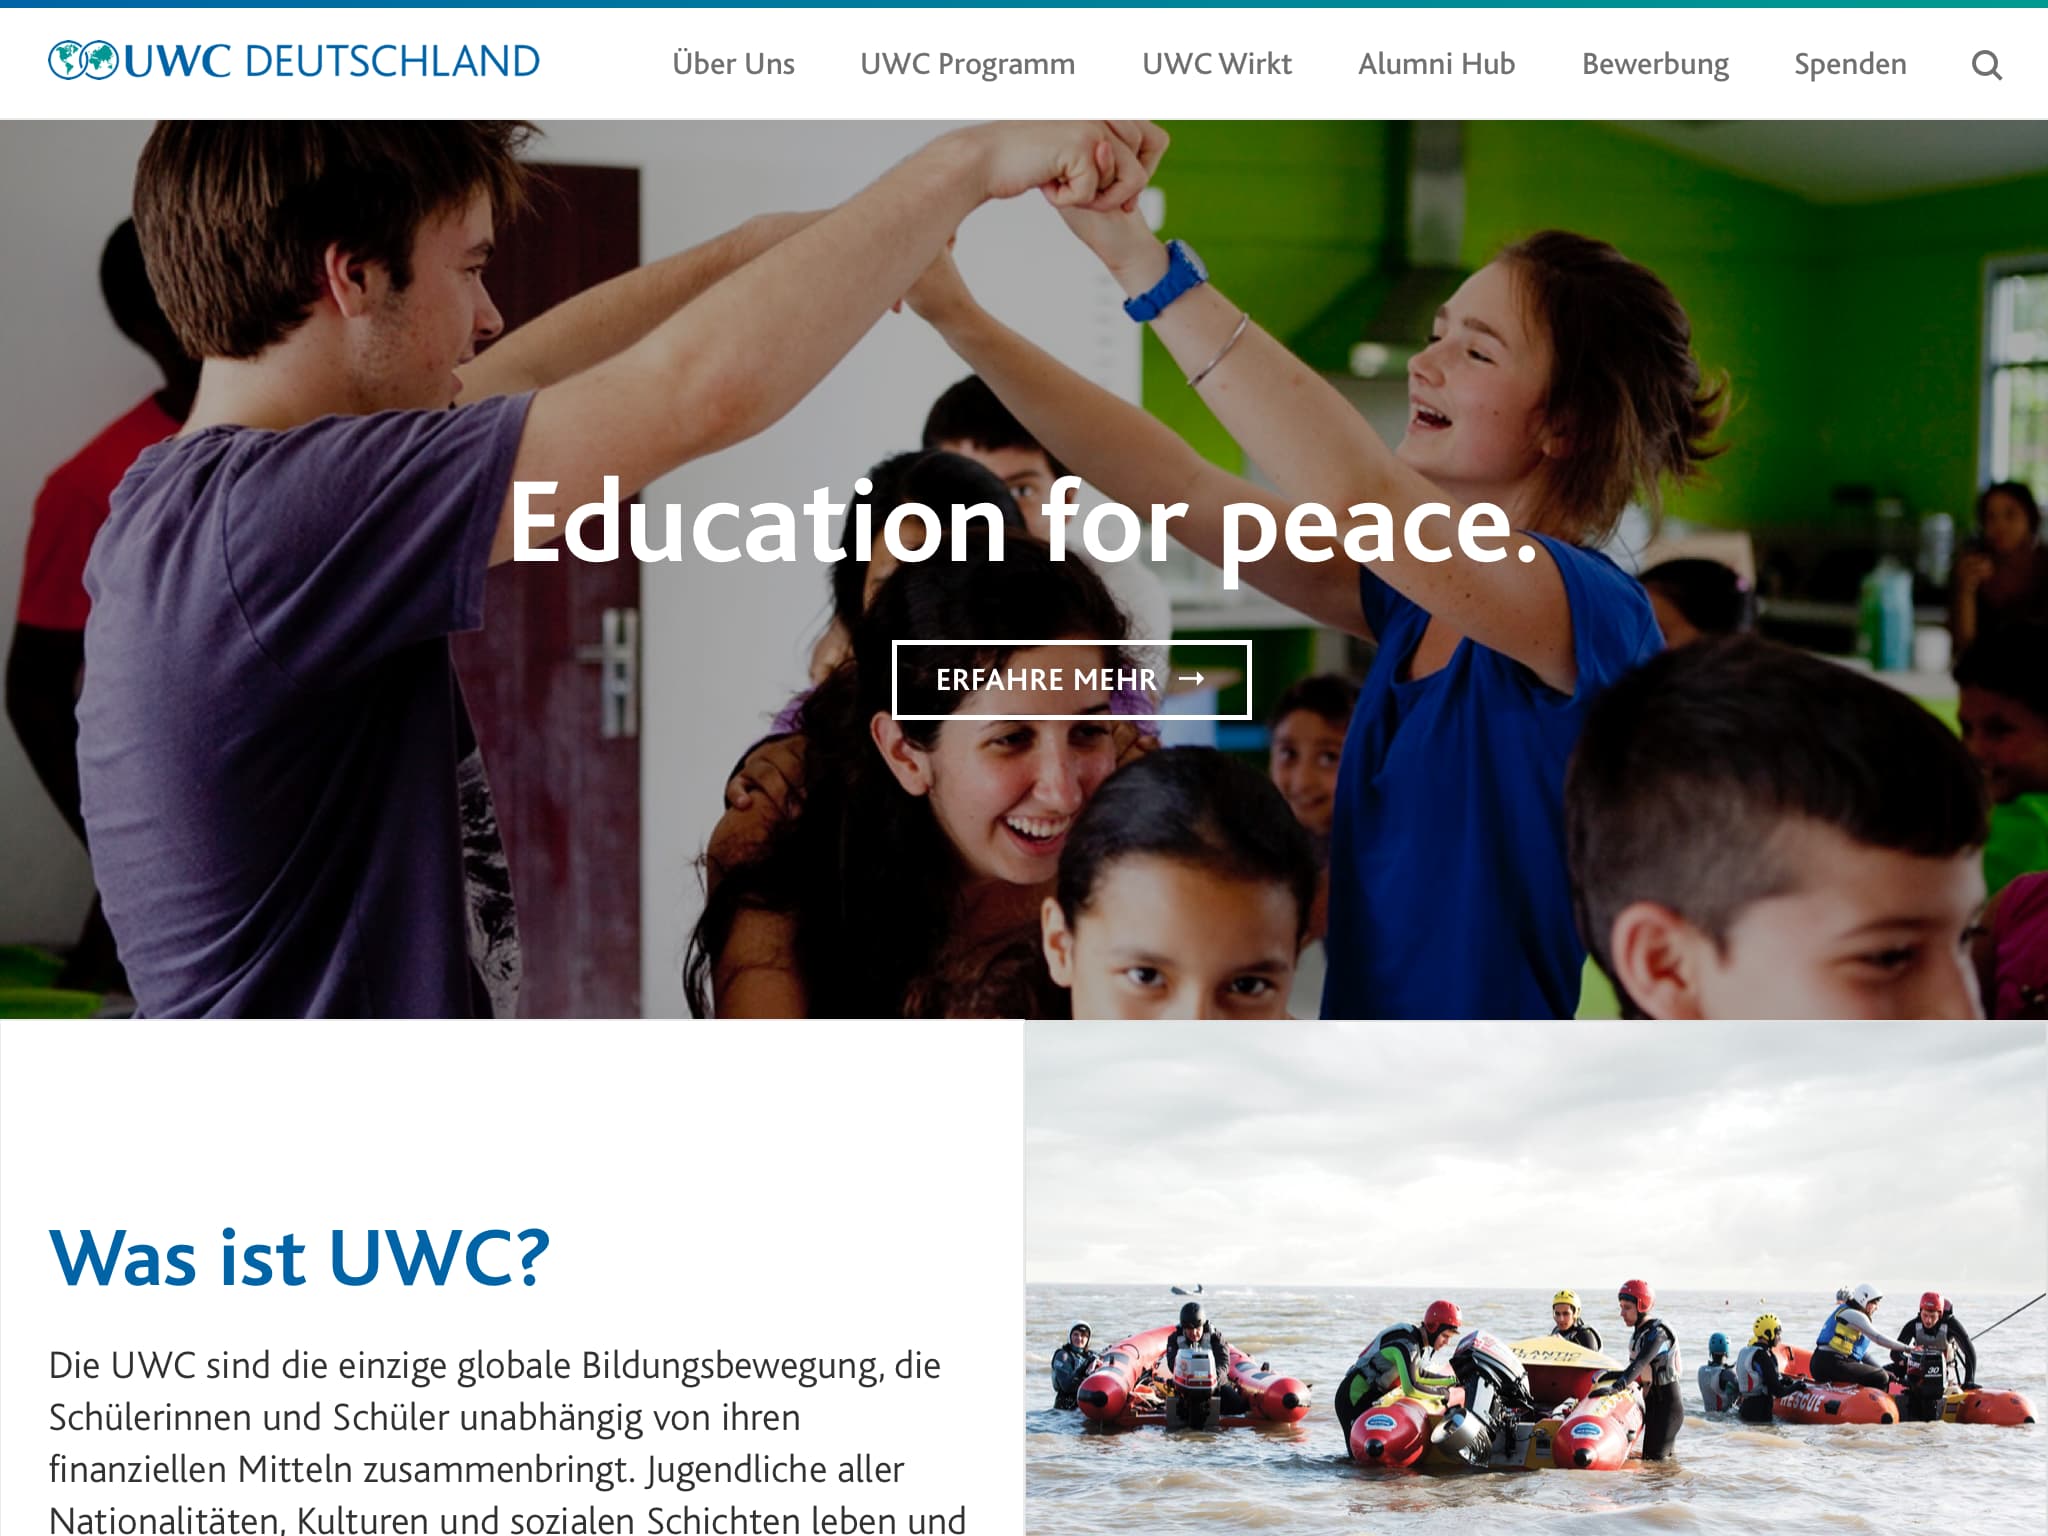 UWC DEUTSCHLAND
Über Uns
UWC Programm
UWC Wirkt
Alumni Hub
Bewerbung
Spenden
Education for peace.
ERFAHRE MEHR →
Was ist UWC?
Die UWC sind die einzige globale Bildungsbewegung, die
Schülerinnen und Schüler unabhängig von ihren
finanziellen Mitteln zusammenbringt. Jugendliche aller
Nationalitäten, Kulturen und sozialen Schichten leben und
RESCUE
30